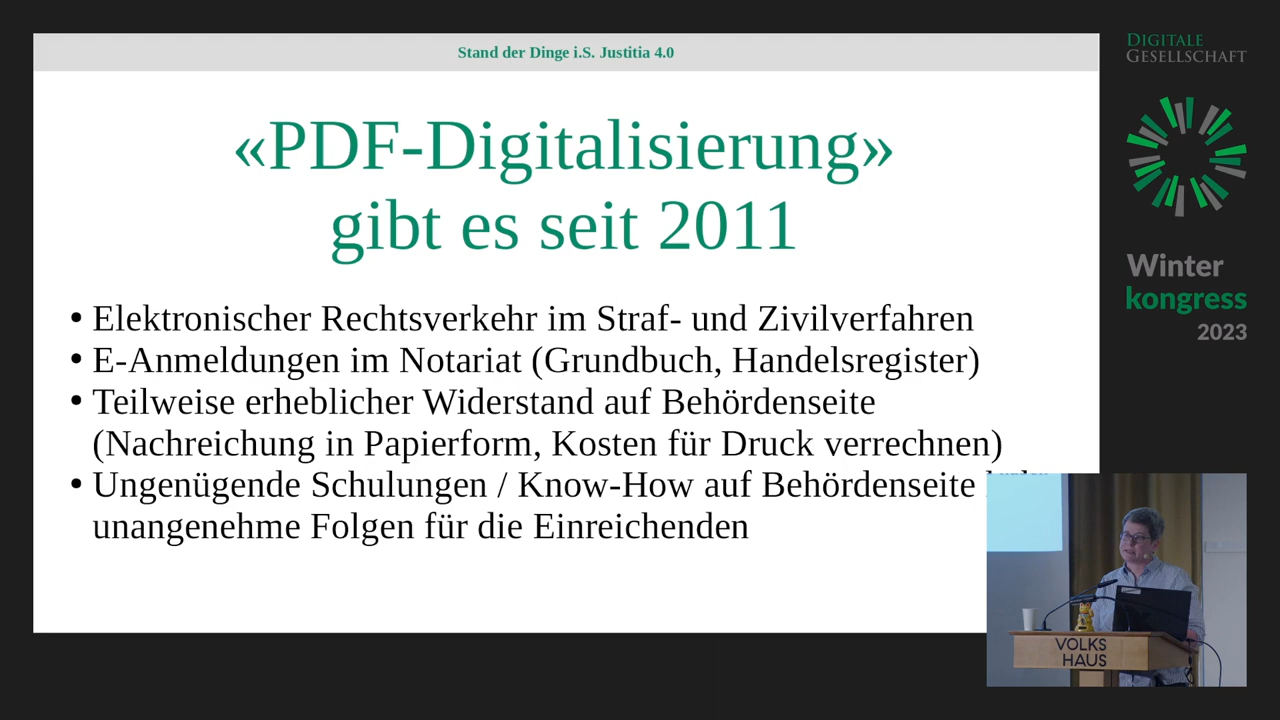 Stand der Dinge i.S. Justitia 4.0
«PDF-Digitalisierung»
gibt es seit 2011
• Elektronischer Rechtsverkehr im Straf- und Zivilverfahren
• E-Anmeldungen im Notariat (Grundbuch, Handelsregister)
• Teilweise erheblicher Widerstand auf Behördenseite
(Nachreichung in Papierform, Kosten für Druck verrechnen)
• Ungenügende Schulungen / Know-How auf Behördenseite
unangenehme Folgen für die Einreichenden
DIGITALE
GESELLSCHAFT
Winter
kongress
2023
VOLKS
HAUS